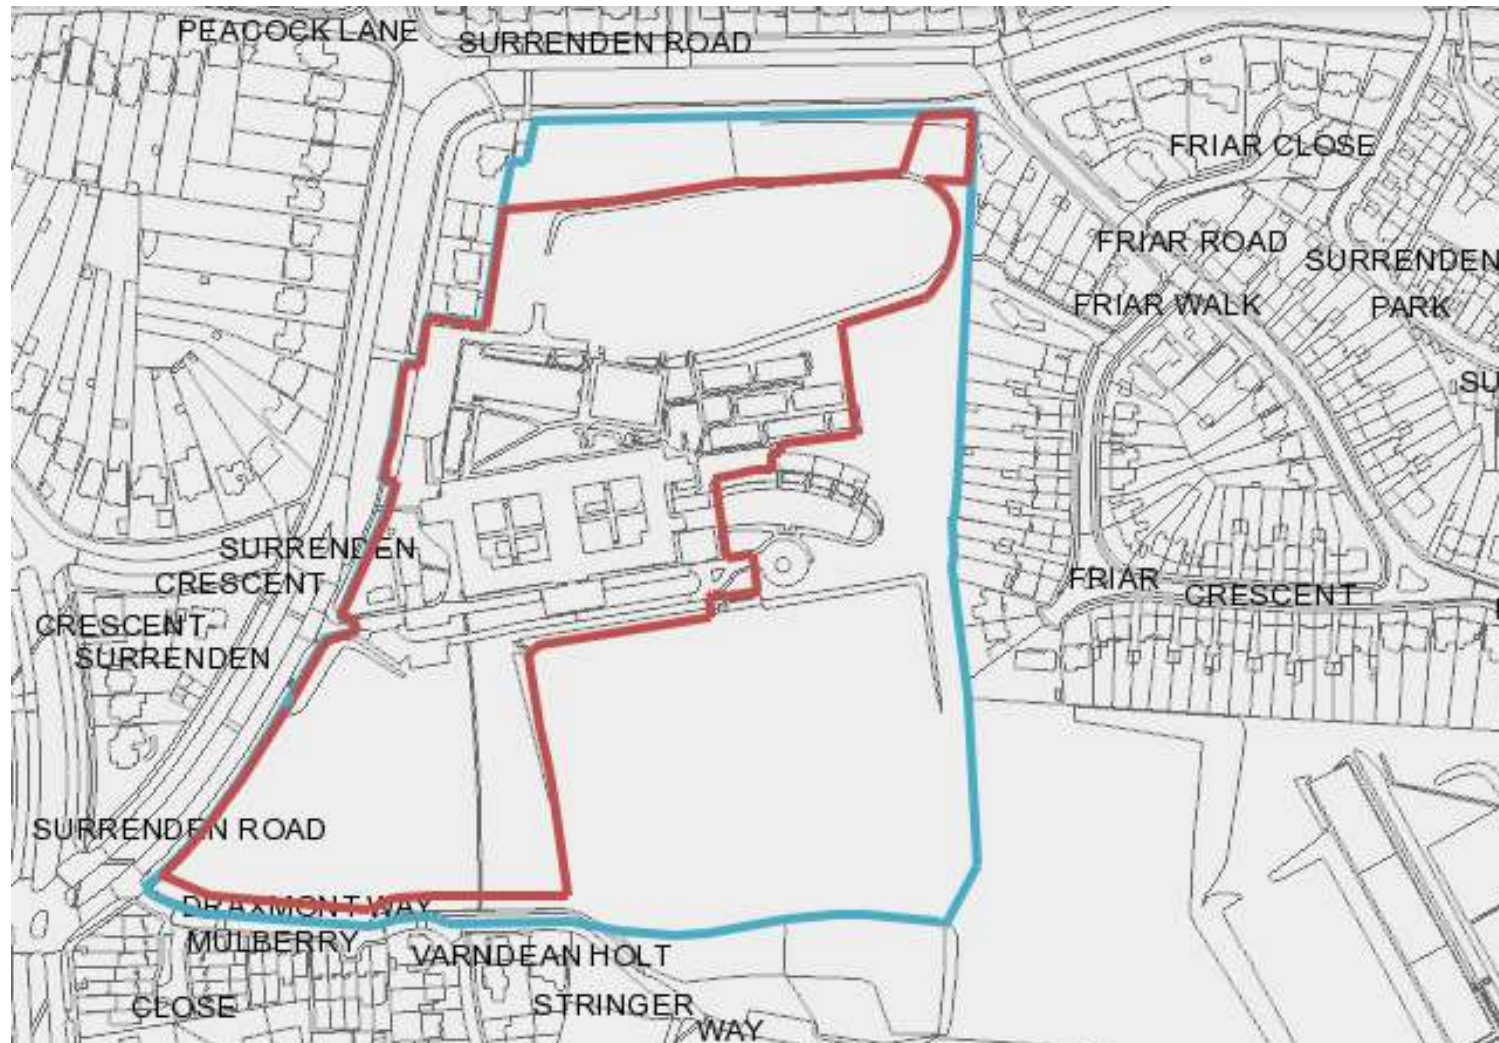 PEACOCK LANE
SURRENDEN ROAD
FRIAR CLOSE
FRIAR ROAD
SURRENDEN
PARK
FRIAR WALK
SU
SURRENDEN
CRESCENT
FRIAR
CRESCENT
CRESCENT
SURRENDEN
SURRENDEN ROAD
DRAXMONT WAY
MULBERRY
VARNDEAN HOLT
CLOSE
STRINGER
WAY